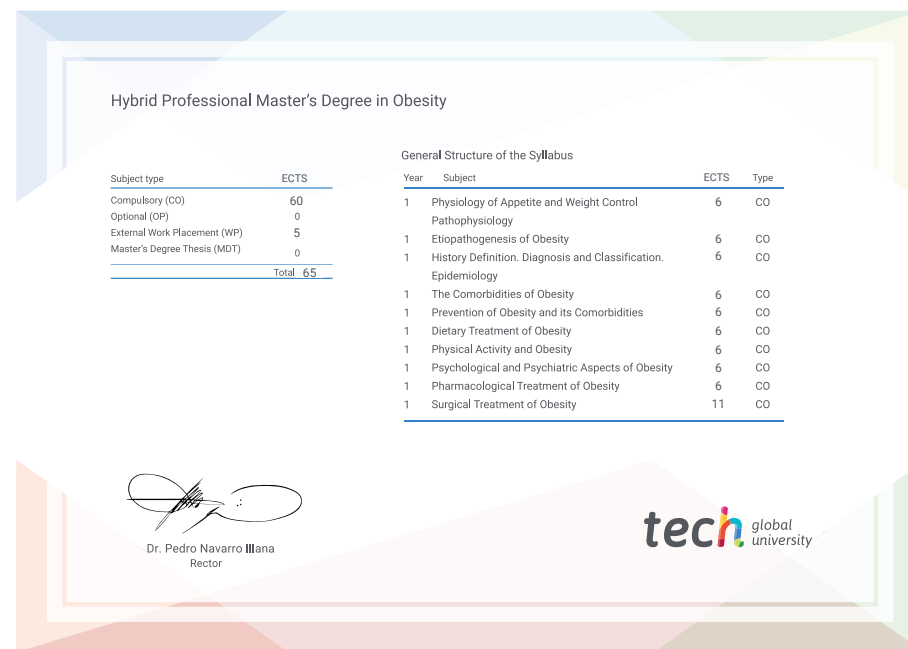 Hybrid Professional Master's Degree in Obesity
Subject type ECTS
Compulsory (CO) 60
Optional (OP) 0
External Work Placement (WP) 5
Master's Degree Thesis (MDT) 0
Total 65
General Structure of the Syllabus
Year Subject ECTS Type
1 Physiology of Appetite and Weight Control 6 CO
Pathophysiology
1 Etiopathogenesis of Obesity 6 CO
1 History Definition. Diagnosis and Classification. 6 CO
Epidemiology
1 The Comorbidities of Obesity 6 CO
1 Prevention of Obesity and its Comorbidities 6 CO
1 Dietary Treatment of Obesity 6 CO
1 Physical Activity and Obesity 6 CO
1 Psychological and Psychiatric Aspects of Obesity 6 CO
1 Pharmacological Treatment of Obesity 6 CO
1 Surgical Treatment of Obesity 11 CO
Dr. Pedro Navarro Illana
Rector
tech global
university